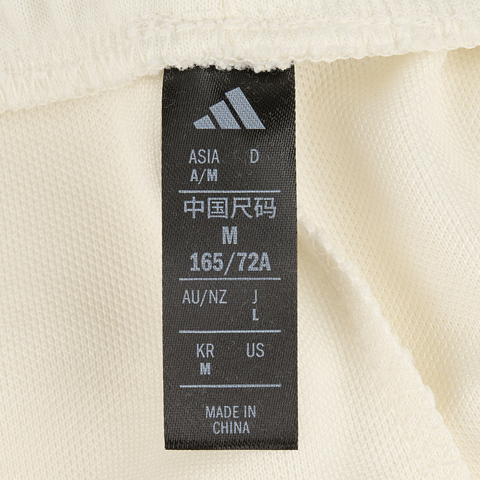 ASIA D
A/M
中国尺码
M
165/72A
AU/NZ J
L
KR US
M
MADE IN
CHINA